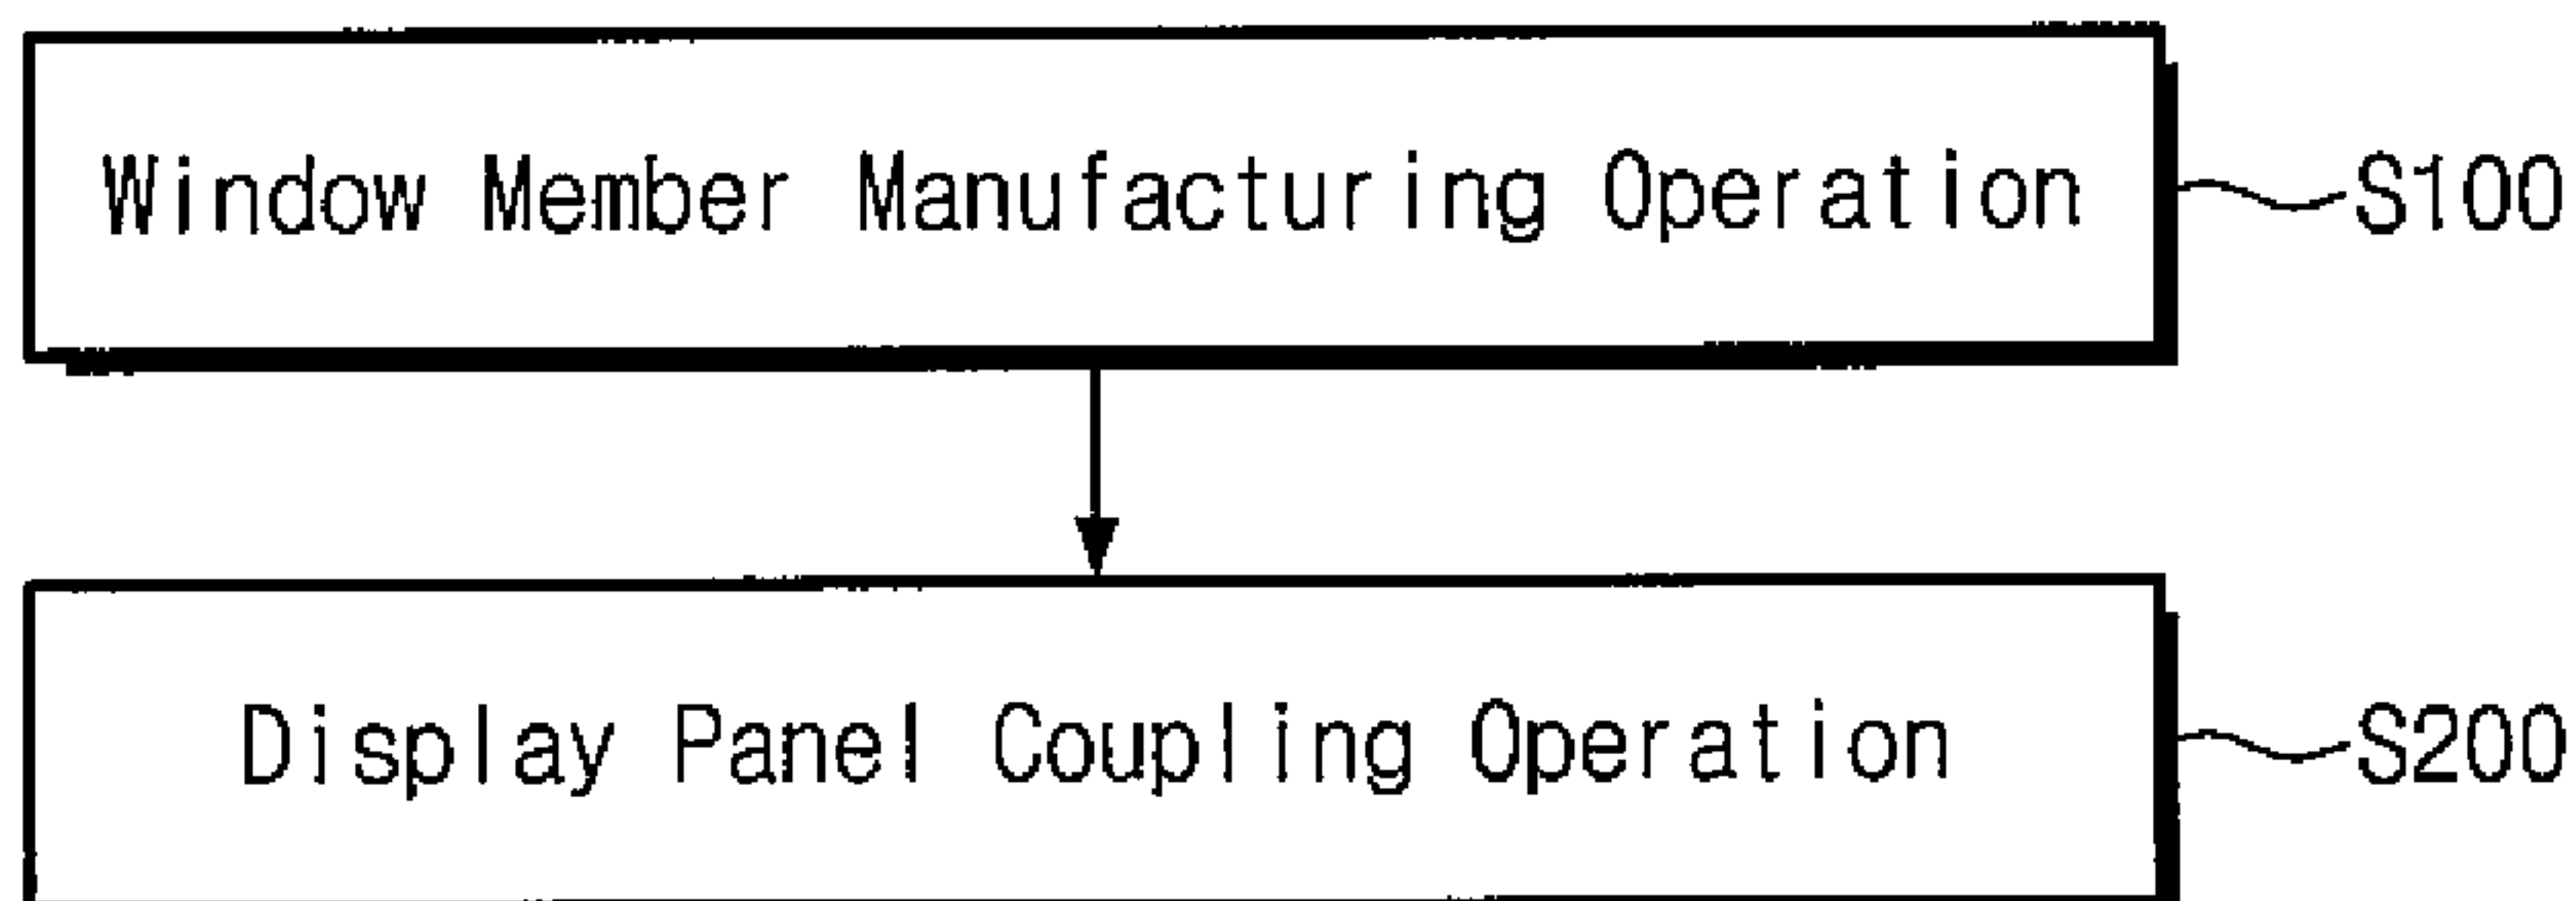 Window Member Manufacturing Operation S100
Display Panel Coupling Operation S200